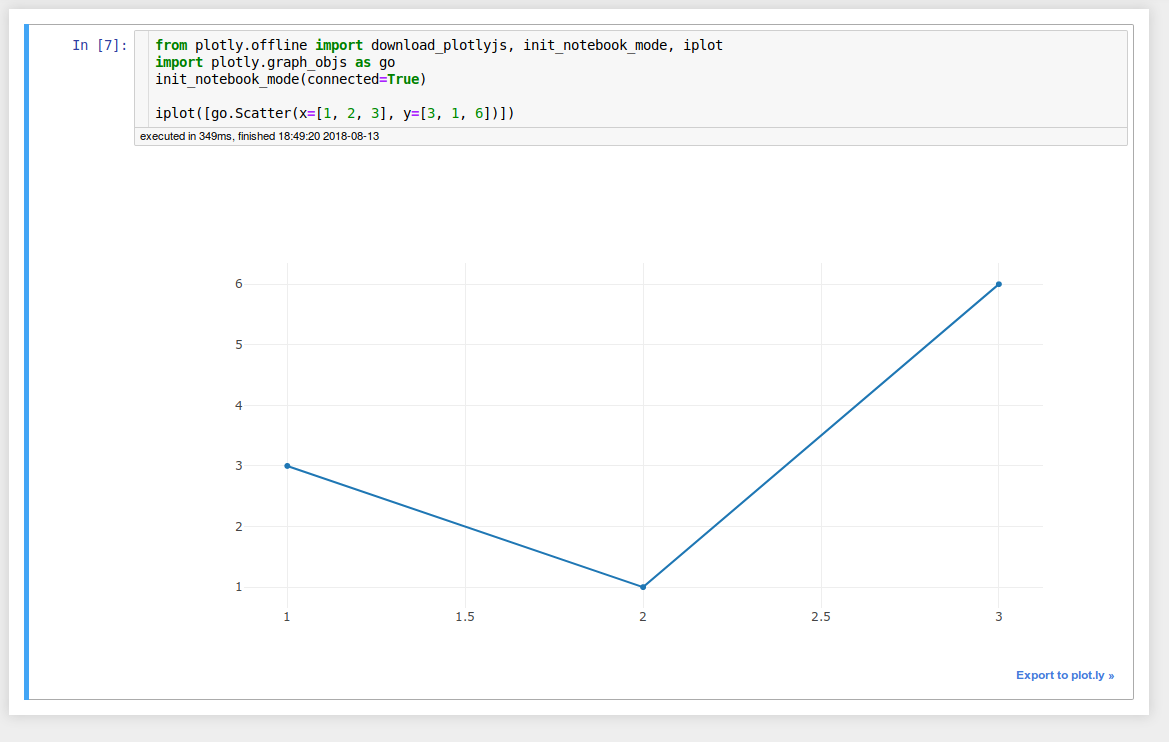 In [7]:
from plotly.offline import download_plotlyjs, init_notebook_mode, iplot
import plotly.graph_objs as go
init_notebook_mode(connected=True)
iplot([go.Scatter(x=[1, 2, 3], y=[3, 1, 6])])
executed in 349ms, finished 18:49:20 2018-08-13
6
5
4
3
2
1
1 1.5 2 2.5 3
Export to plot.ly »